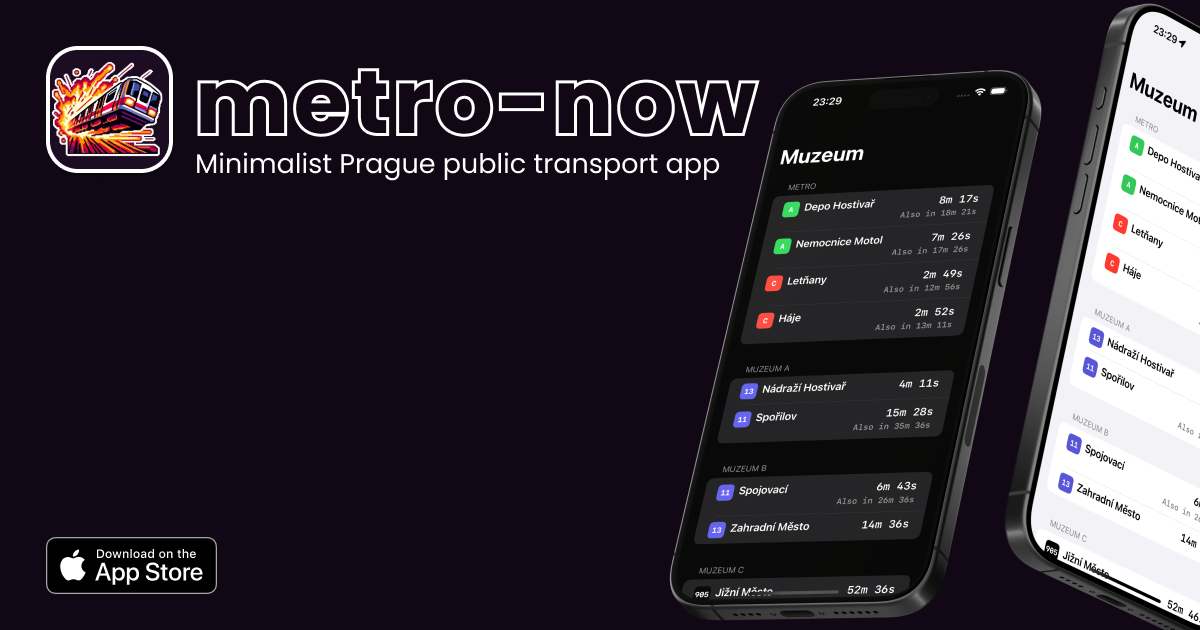 metro-now
Minimalist Prague public transport app
Download on the
App Store
23:29
Muzeum
METRO
A Depo Hostivař 8m 17s
Also in 18m 21s
A Nemocnice Motol 7m 26s
Also in 17m 26s
C Letňany 2m 49s
Also in 12m 56s
C Háje 2m 52s
Also in 13m 11s
MUZEUM A
13 Nádraží Hostivař 4m 11s
11 Spořilov 15m 28s
Also in 35m 36s
MUZEUM B
11 Spojovací 6m 43s
Also in 26m 36s
13 Zahradní Město 14m 36s
MUZEUM C
905 Jižní Město 52m 36s
23:29
Muzeum
METRO
A Depo Hostiva
A Nemocnice Mot
C Letňany
C Háje
MUZEUM A
13 Nádraží Hostivař
11 Spořilov
Also i
MUZEUM B
11 Spojovací
Also in 2
13 Zahradní Město
14m
MUZEUM C
905 Jižní Město
52m 46